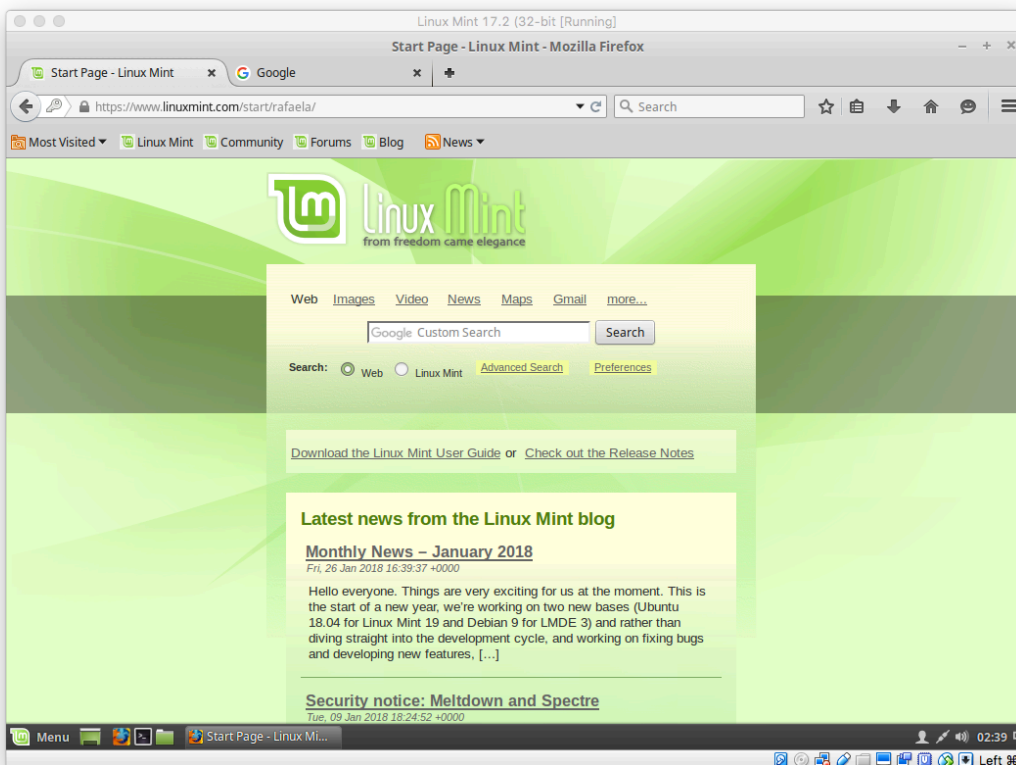 Linux Mint 17.2 (32-bit [Running]
Start Page - Linux Mint - Mozilla Firefox
Start Page - Linux Mint
Google
https://www.linuxmint.com/start/rafaela/
Search
Most Visited Linux Mint Community Forums Blog News
lm Linux Mint
from freedom came elegance
Web Images Video News Maps Gmail more...
Google Custom Search Search
Search: Web Linux Mint Advanced Search Preferences
Download the Linux Mint User Guide or Check out the Release Notes
Latest news from the Linux Mint blog
Monthly News – January 2018
Fri, 26 Jan 2018 16:39:37 +0000
Hello everyone. Things are very exciting for us at the moment. This is
the start of a new year, we're working on two new bases (Ubuntu
18.04 for Linux Mint 19 and Debian 9 for LMDE 3) and rather than
diving straight into the development cycle, and working on fixing bugs
and developing new features, […]
Security notice: Meltdown and Spectre
Tue, 09 Jan 2018 18:24:52 +0000
Menu Start Page - Linux Mi... 02:39
Left ⌘